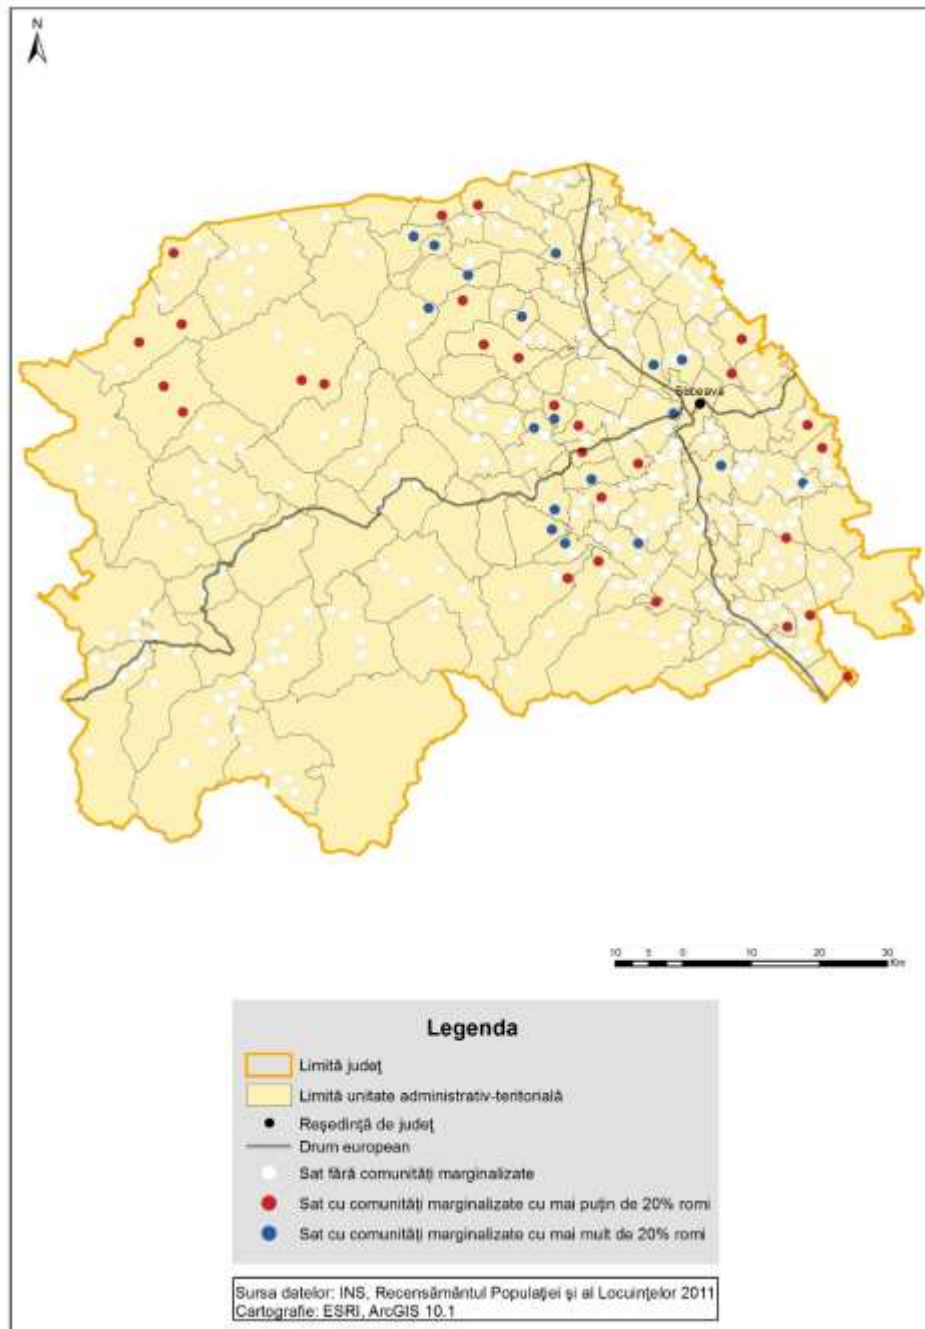 N
Suceava
10 5 0 10 20 30
Km
Legenda
Limită județ
Limită unitate administrativ-teritorială
Reşedinţă de judeţ
Drum european
Sat fără comunităţi marginalizate
Sat cu comunităţi marginalizate cu mai puţin de 20% romi
Sat cu comunităţi marginalizate cu mai mult de 20% romi
Sursa datelor: INS, Recensământul Populaţiei şi al Locuinţelor 2011
Cartografie: ESRI, ArcGIS 10.1